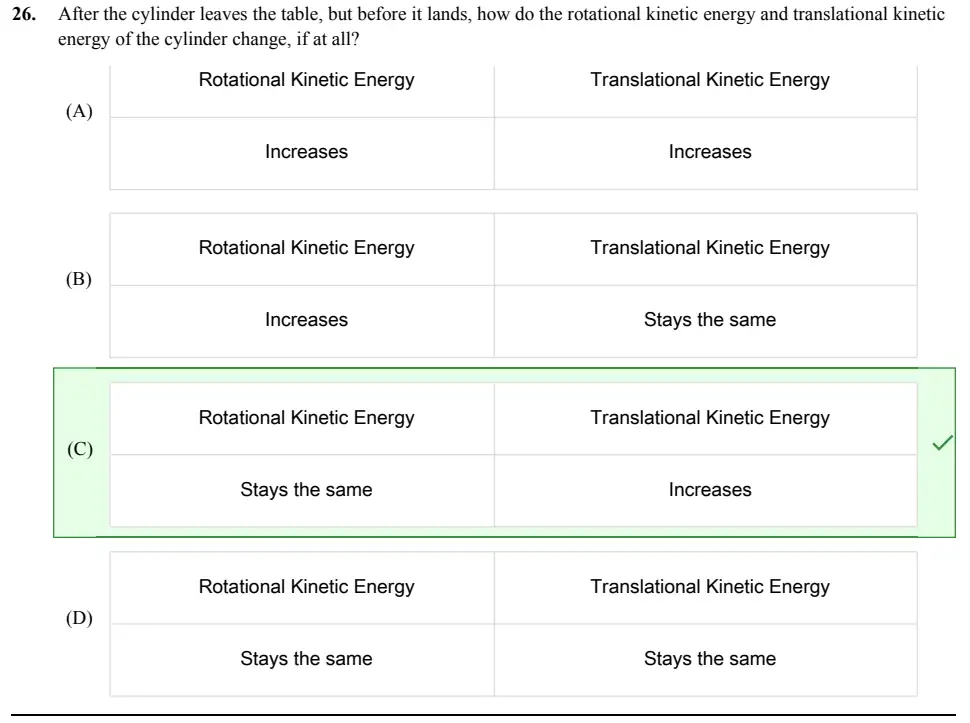 26. After the cylinder leaves the table, but before it lands, how do the rotational kinetic energy and translational kinetic
energy of the cylinder change, if at all?
(A)
Rotational Kinetic Energy Translational Kinetic Energy
Increases Increases
(B)
Rotational Kinetic Energy Translational Kinetic Energy
Increases Stays the same
(C)
Rotational Kinetic Energy Translational Kinetic Energy
Stays the same Increases
(D)
Rotational Kinetic Energy Translational Kinetic Energy
Stays the same Stays the same